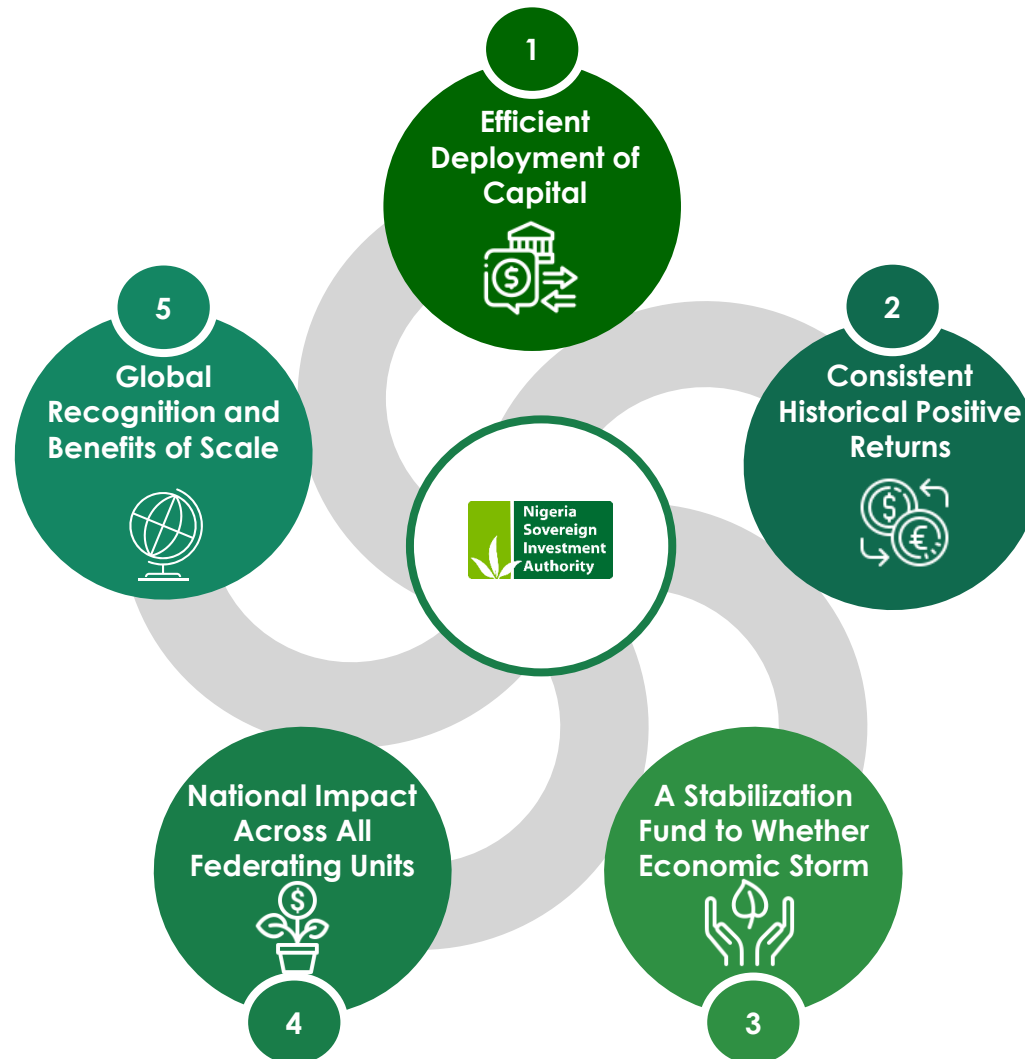 1
Efficient
Deployment of
Capital
$
2
Consistent
Historical Positive
Returns
$
€
3
A Stabilization
Fund to Whether
Economic Storm
4
National Impact
Across All
Federating Units
$
5
Global
Recognition and
Benefits of Scale
Nigeria
Sovereign
Investment
Authority